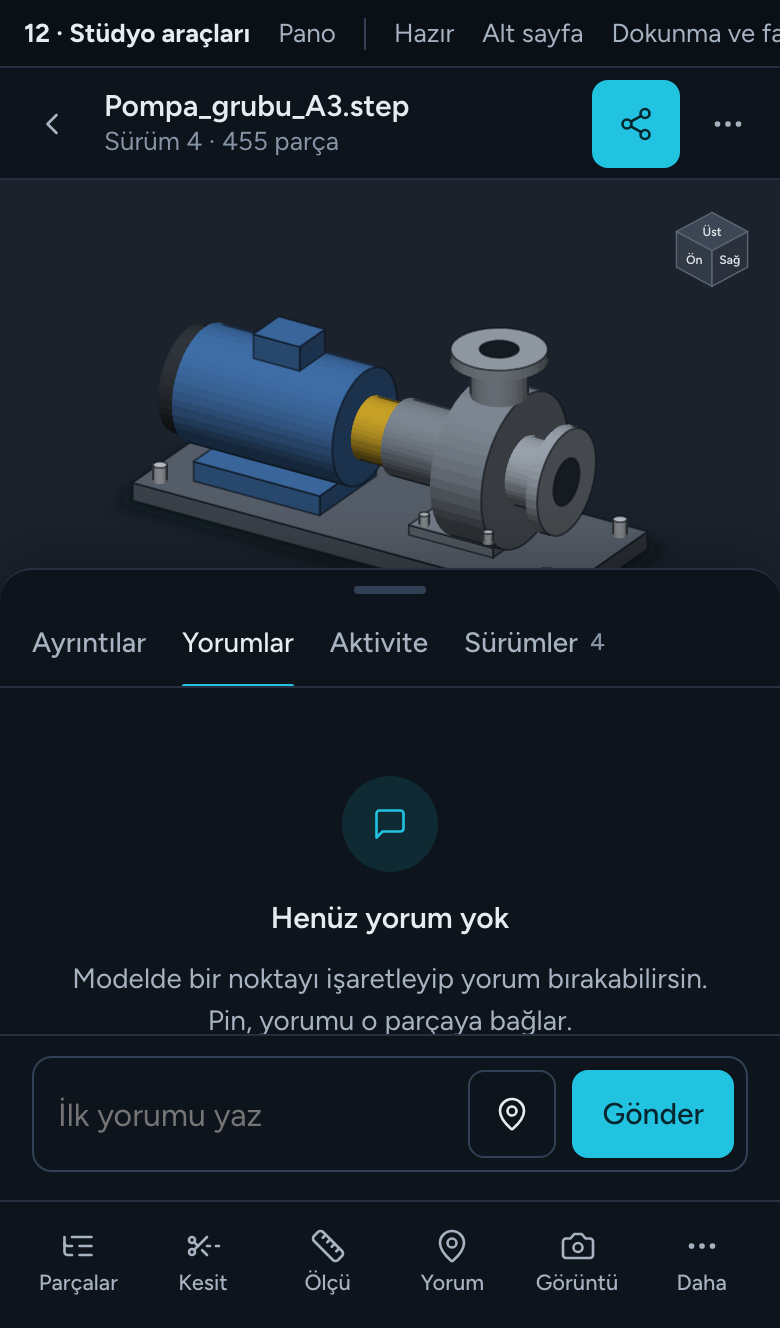 12 · Stüdyo araçları Pano Hazır Alt sayfa Dokunma ve fa
Pompa_grubu_A3.step
Sürüm 4 · 455 parça
Üst
Ön Sağ
Ayrıntılar Yorumlar Aktivite Sürümler 4
Henüz yorum yok
Modelde bir noktayı işaretleyip yorum bırakabilirsin.
Pin, yorumu o parçaya bağlar.
İlk yorumu yaz Gönder
Parçalar Kesit Ölçü Yorum Görüntü Daha